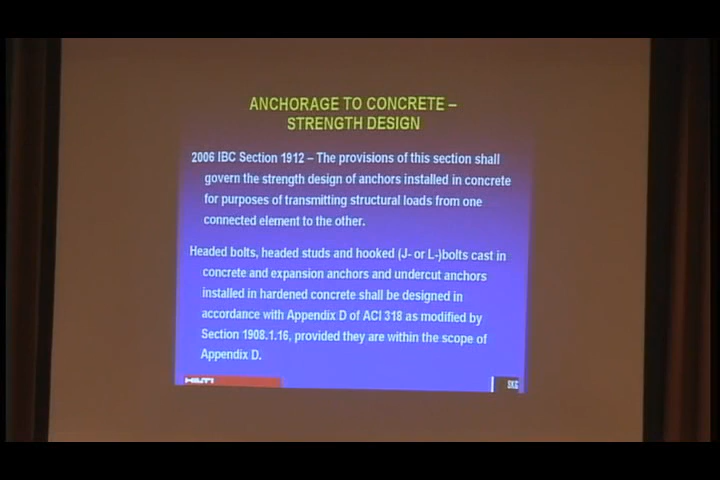 ANCHORAGE TO CONCRETE –
STRENGTH DESIGN
2006 IBC Section 1912 – The provisions of this section shall
govern the strength design of anchors installed in concrete
for purposes of transmitting structural loads from one
connected element to the other.
Headed bolts, headed studs and hooked (J- or L-)bolts cast in
concrete and expansion anchors and undercut anchors
installed in hardened concrete shall be designed in
accordance with Appendix D of ACI 318 as modified by
Section 1908.1.16, provided they are within the scope of
Appendix D.
HILTI